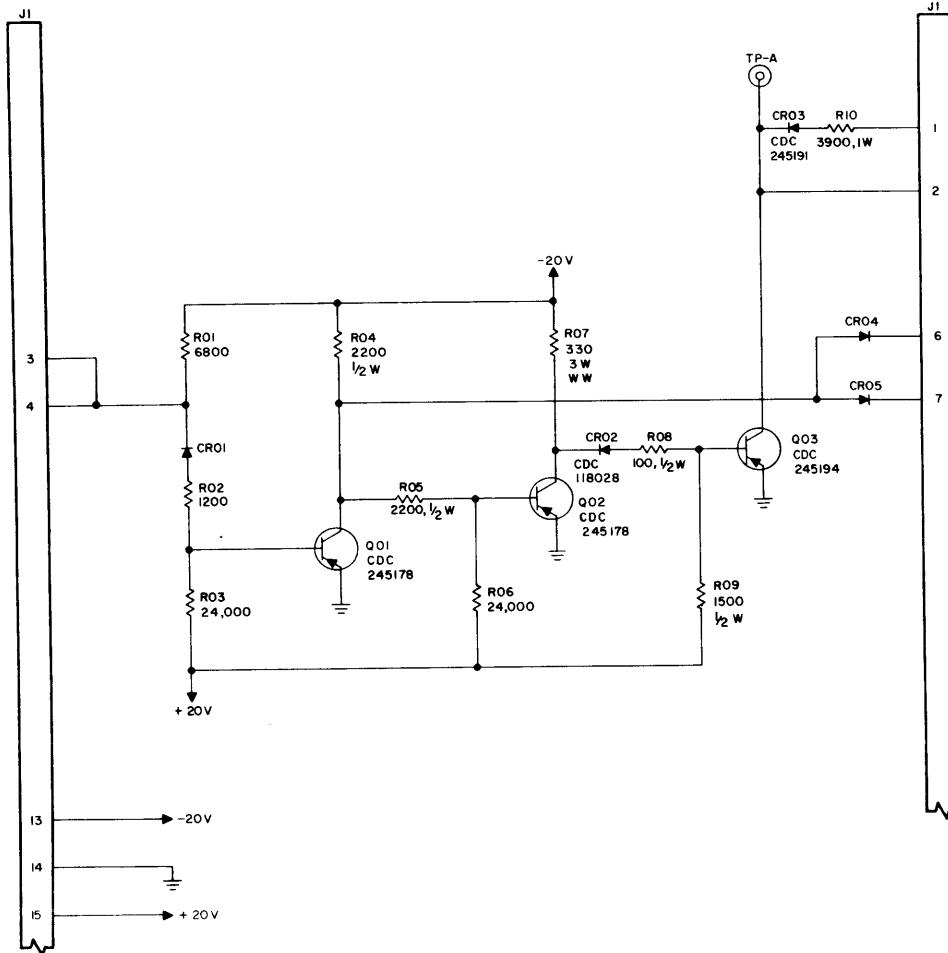 J1
J1
TP-A
CR03
R10
CDC
245191
3900, 1W
1
2
-20V
R01
6800
R04
2200
1/2 W
R07
330
3 W
W W
CR04
6
3
4
CR05
7
CR01
R02
1200
CR02
R08
CDC
118028
100, 1/2 W
Q03
CDC
245194
R05
2200, 1/2 W
Q02
CDC
245178
Q01
CDC
245178
R03
24,000
R06
24,000
R09
1500
1/2 W
+ 20V
13
-20V
14
15
+ 20V